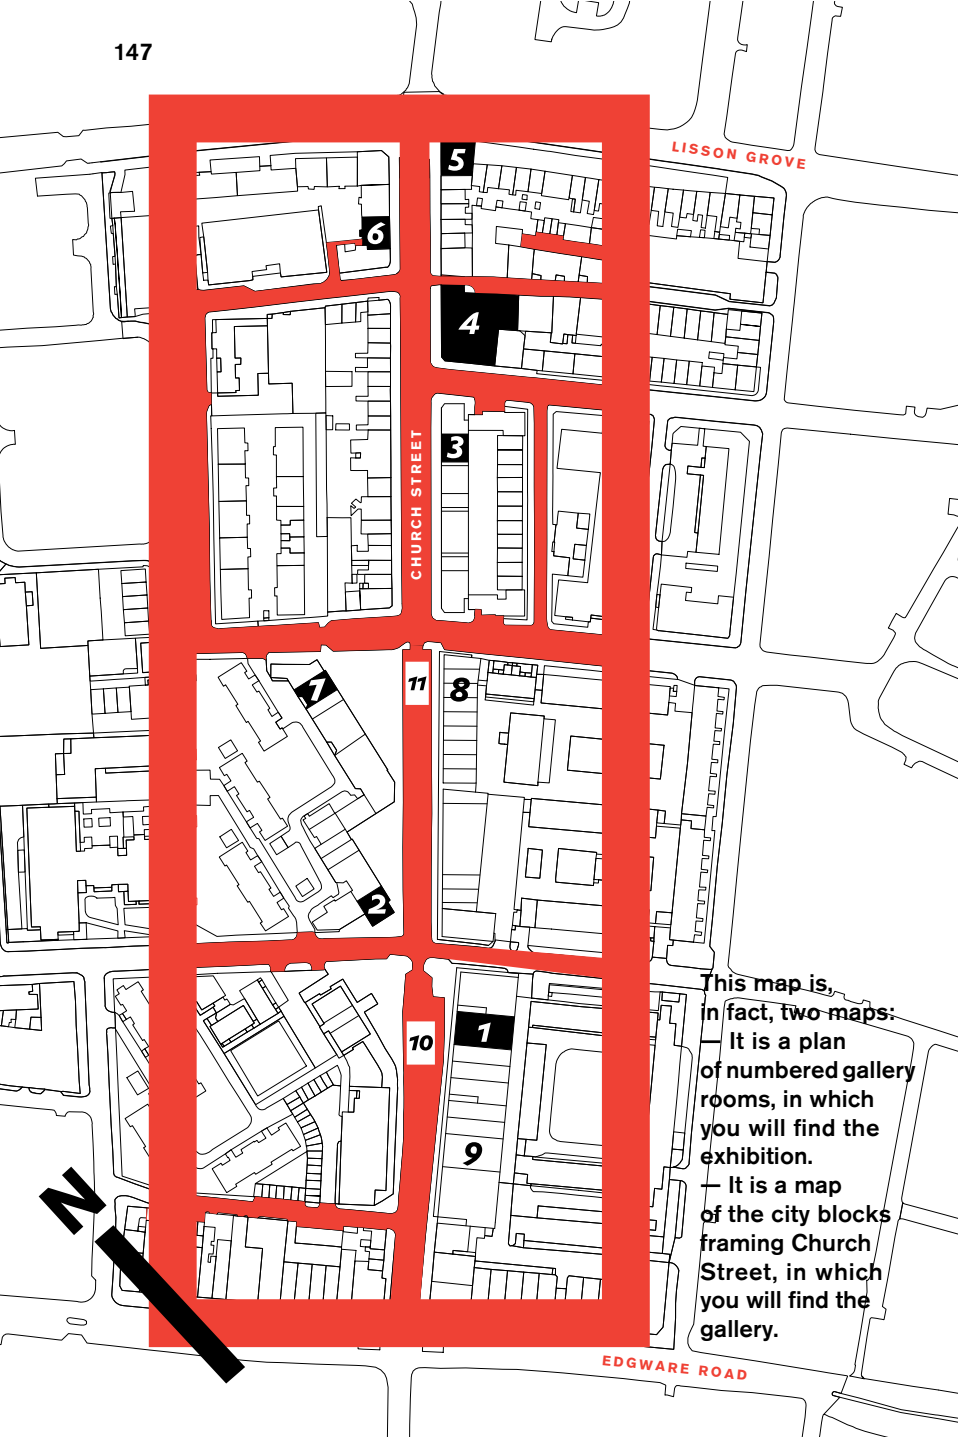 147
LISSON GROVE
5
6
4
3
CHURCH STREET
7
11
8
2
This map is,
in fact, two maps:
— It is a plan
of numbered gallery
rooms, in which
you will find the
exhibition.
— It is a map
of the city blocks
framing Church
Street, in which
you will find the
gallery.
1
10
9
N
EDGWARE ROAD